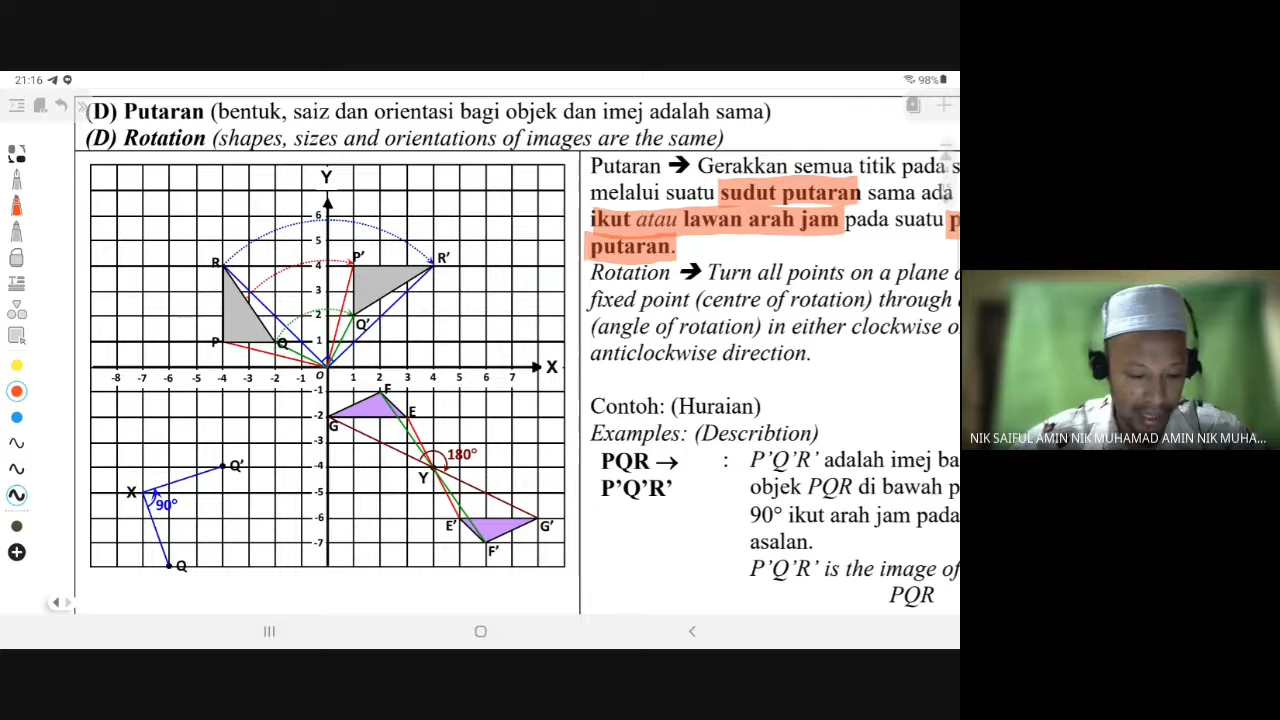 21:16
98%
(D) Putaran (bentuk, saiz dan orientasi bagi objek dan imej adalah sama)
(D) Rotation (shapes, sizes and orientations of images are the same)
Y
6
5
R P' 4 R'
3
2 Q'
P Q 1
O X
-8 -7 -6 -5 -4 -3 -2 -1 1 2 3 4 5 6 7
-1 F
-2 G E
-3 180°
Q' -4 Y
X -5
90°
-6 E' G'
-7 F'
Q
Putaran ➔ Gerakkan semua titik pada s
melalui suatu sudut putaran sama ada
ikut atau lawan arah jam pada suatu p
putaran.
Rotation ➔ Turn all points on a plane
fixed point (centre of rotation) through
(angle of rotation) in either clockwise o
anticlockwise direction.
Contoh: (Huraian)
Examples: (Describtion)
PQR → : P'Q'R' adalah imej ba
P'Q'R' objek PQR di bawah p
90° ikut arah jam pada
asalan.
P'Q'R' is the image of
PQR
NIK SAIFUL AMIN NIK MUHAMAD AMIN NIK MUHA...